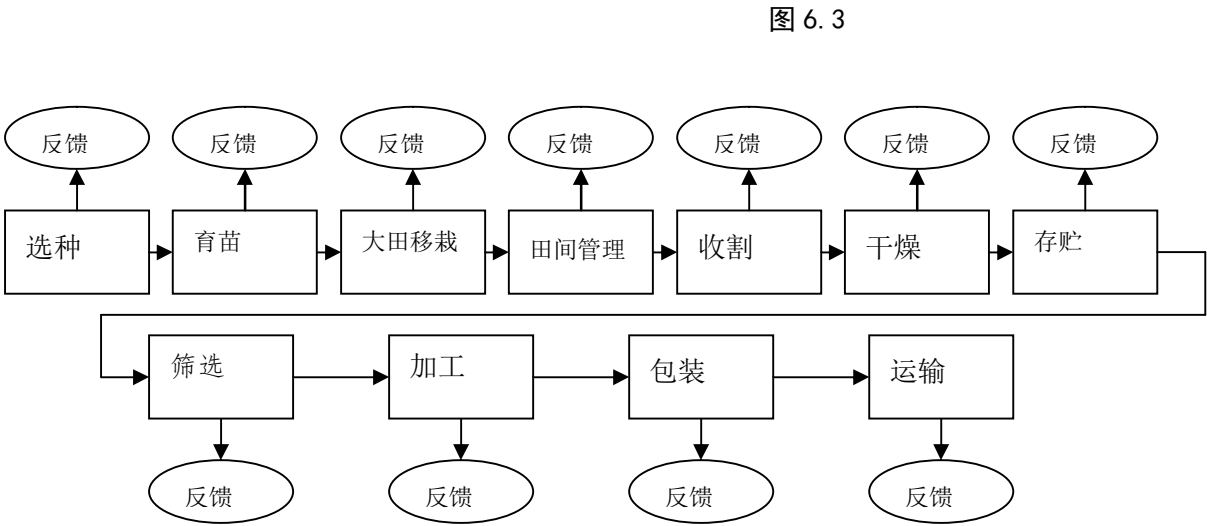 图 6.3
反馈 反馈 反馈 反馈 反馈 反馈 反馈
选种 育苗 大田移栽 田间管理 收割 干燥 存贮
筛选 加工 包装 运输
反馈 反馈 反馈 反馈